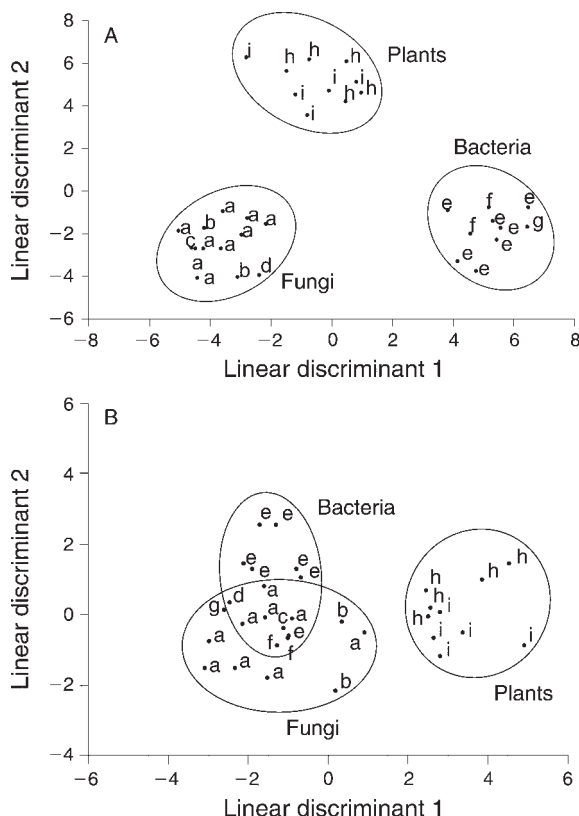 A
8
6
4
2
0
−2
−4
−6
Linear discriminant 2
Plants
i h h h
i i
i h h
i
Bacteria
e f e e
f e e g
e
e e
Fungi
a a a
a b a
c a a
a
a b d
−8 −6 −4 −2 0 2 4 6 8
Linear discriminant 1
B
6
4
2
0
−2
−4
Linear discriminant 2
Bacteria
e e
e e
e e
a
g d a
a c a b
a f e a
f
a a a b
Fungi
h h
h
h i
h
i i i
i
Plants
−6 −4 −2 0 2 4 6
Linear discriminant 1